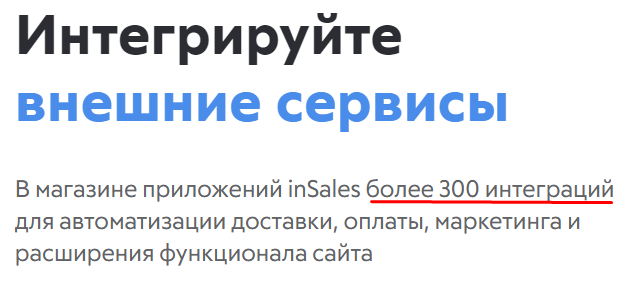 Интегрируйте
внешние сервисы
В магазине приложений inSales более 300 интеграций
для автоматизации доставки, оплаты, маркетинга и
расширения функционала сайта